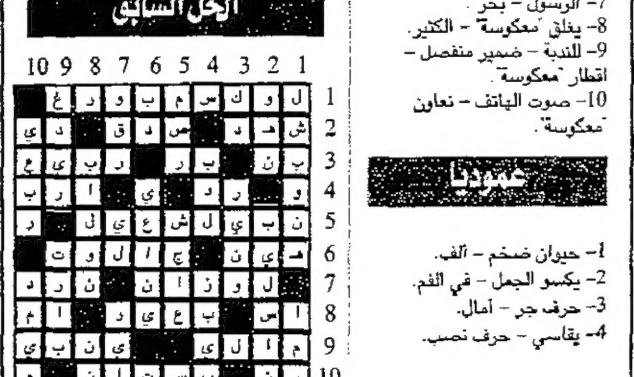 7- الرسول – بحر .
8- يغلق "معكوسة" – الكثير.
9- للندبة – ضمير منفصل –
اقطار "معكوسة".
10- صوت الهاتف – تعاون
"معكوسة".
عموديا
1- حيوان ضخم – ألف.
2- يكسو الجمل – في الفم.
3- حرف جر – آمال.
4- يقاسي – حرف نصب.
الحل السابق
10 9 8 7 6 5 4 3 2 1
1 ل و ك س م ب و ر غ
2 ش هـ د ص د ق د ي
3 ب ن ب ر ر ب ي ع
4 و ر د ي ا ر ب
5 ن ب ي ل ش ع ي ل ر
6 هـ ي ن ج ا ل و ت
7 ل و ز ا ن ن ر د
8 ا س ب ع ي ر ا م
9 م ا ل ي ي ن ب ي
10